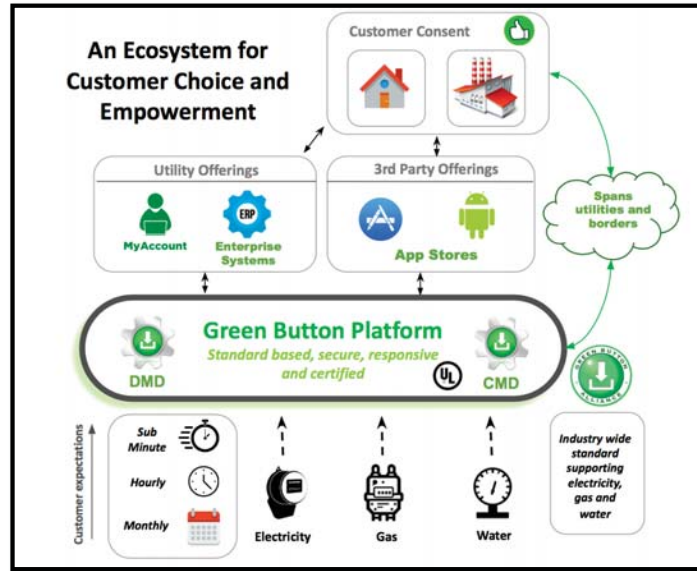 An Ecosystem for
Customer Choice and
Empowerment
Customer Consent
Utility Offerings
MyAccount
ERP
Enterprise
Systems
3rd Party Offerings
App Stores
Spans
utilities and
borders
Green Button Platform
Standard based, secure, responsive
and certified
DMD
UL
CMD
GREEN BUTTON
ALLIANCE
Customer expectations
Sub
Minute
Hourly
Monthly
Electricity
Gas
Water
Industry wide
standard
supporting
electricity,
gas and
water